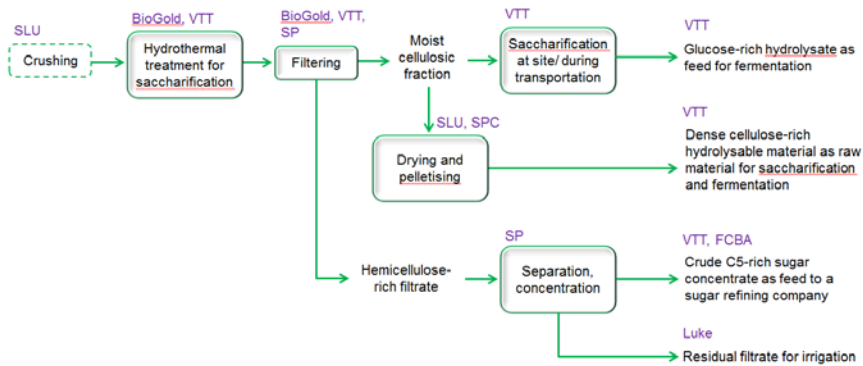 SLU
Crushing
BioGold, VTT
Hydrothermal
treatment for
saccharification
BioGold, VTT,
SP
Filtering
Moist
cellulosic
fraction
VTT
Saccharification
at site/ during
transportation
VTT
Glucose-rich hydrolysate as
feed for fermentation
SLU, SPC
Drying and
pelletising
VTT
Dense cellulose-rich
hydrolysable material as raw
material for saccharification
and fermentation
Hemicellulose-
rich filtrate
SP
Separation,
concentration
VTT, FCBA
Crude C5-rich sugar
concentrate as feed to a
sugar refining company
Luke
Residual filtrate for irrigation